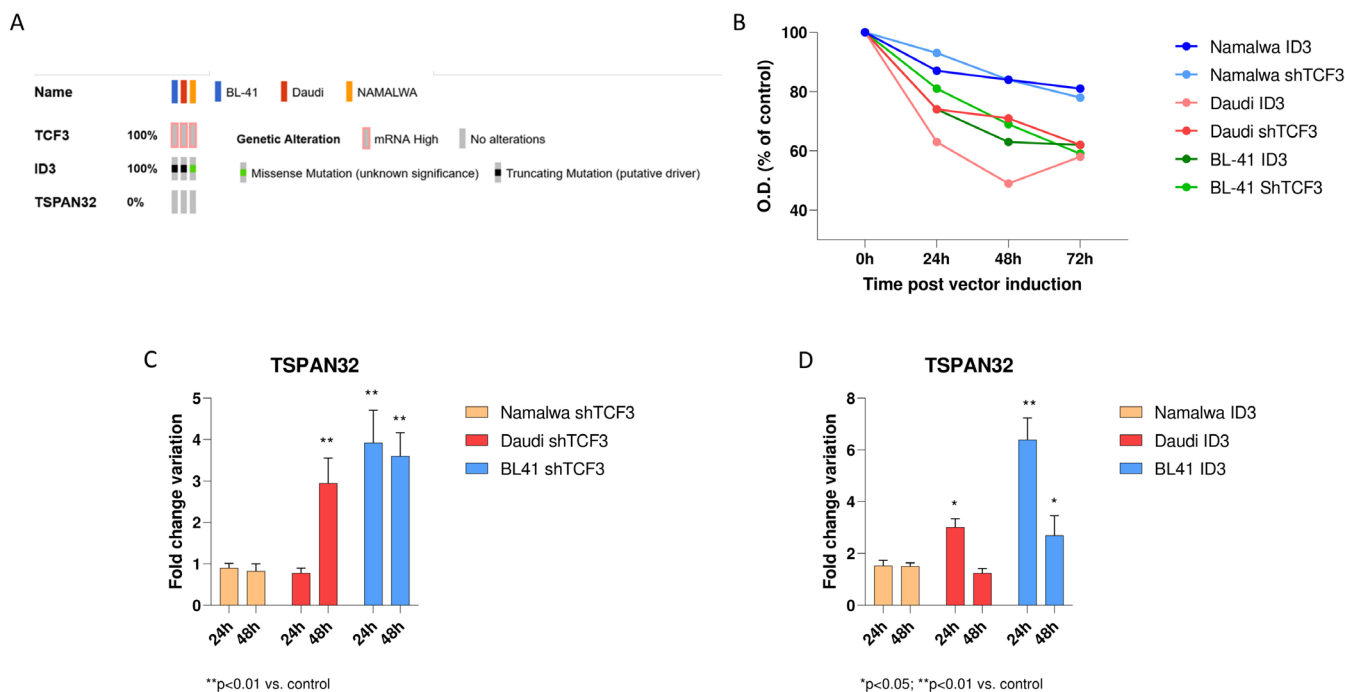 A
Name BL-41 Daudi NAMALWA
TCF3 100% Genetic Alteration mRNA High No alterations
ID3 100% Missense Mutation (unknown significance) Truncating Mutation (putative driver)
TSPAN32 0%
B
O.D. (% of control)
100
80
60
40
0h 24h 48h 72h
Time post vector induction
Namalwa ID3
Namalwa shTCF3
Daudi ID3
Daudi shTCF3
BL-41 ID3
BL-41 ShTCF3
C
TSPAN32
Fold change variation
5
4
3
2
1
0
** ** **
24h 48h 24h 48h 24h 48h
Namalwa shTCF3
Daudi shTCF3
BL41 shTCF3
**p<0.01 vs. control
D
TSPAN32
Fold change variation
8
6
4
2
0
* ** *
24h 48h 24h 48h 24h 48h
Namalwa ID3
Daudi ID3
BL41 ID3
*p<0.05; **p<0.01 vs. control